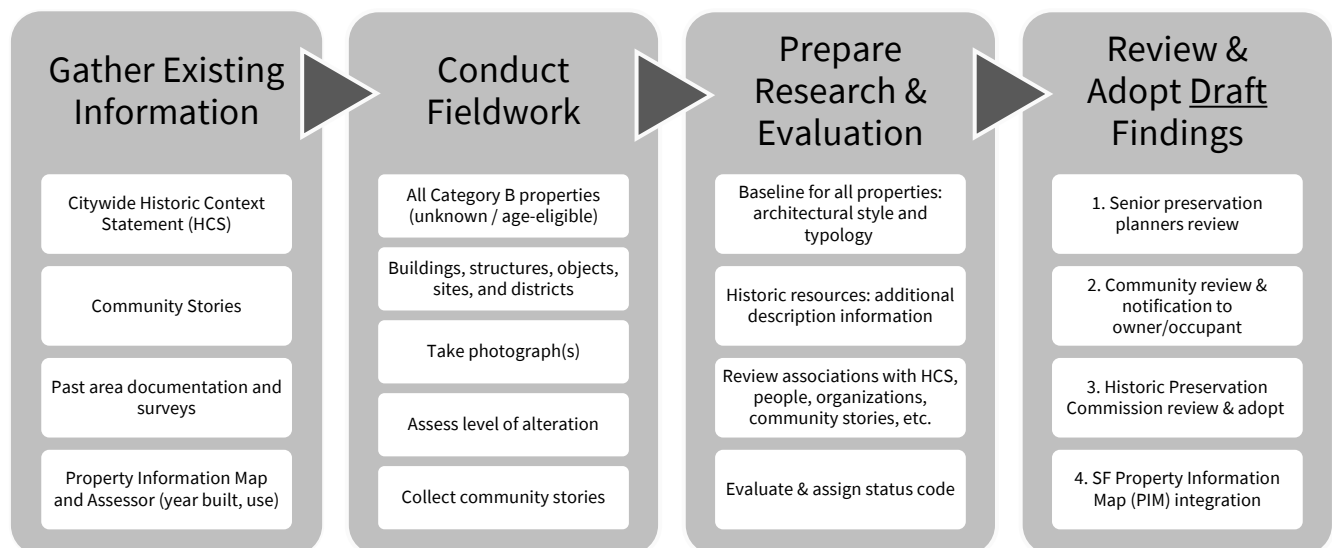 Gather Existing
Information
Citywide Historic Context
Statement (HCS)
Community Stories
Past area documentation and
surveys
Property Information Map
and Assessor (year built, use)
Conduct
Fieldwork
All Category B properties
(unknown / age-eligible)
Buildings, structures, objects,
sites, and districts
Take photograph(s)
Assess level of alteration
Collect community stories
Prepare
Research &
Evaluation
Baseline for all properties:
architectural style and
typology
Historic resources: additional
description information
Review associations with HCS,
people, organizations,
community stories, etc.
Evaluate & assign status code
Review &
Adopt Draft
Findings
1. Senior preservation
planners review
2. Community review &
notification to
owner/occupant
3. Historic Preservation
Commission review & adopt
4. SF Property Information
Map (PIM) integration